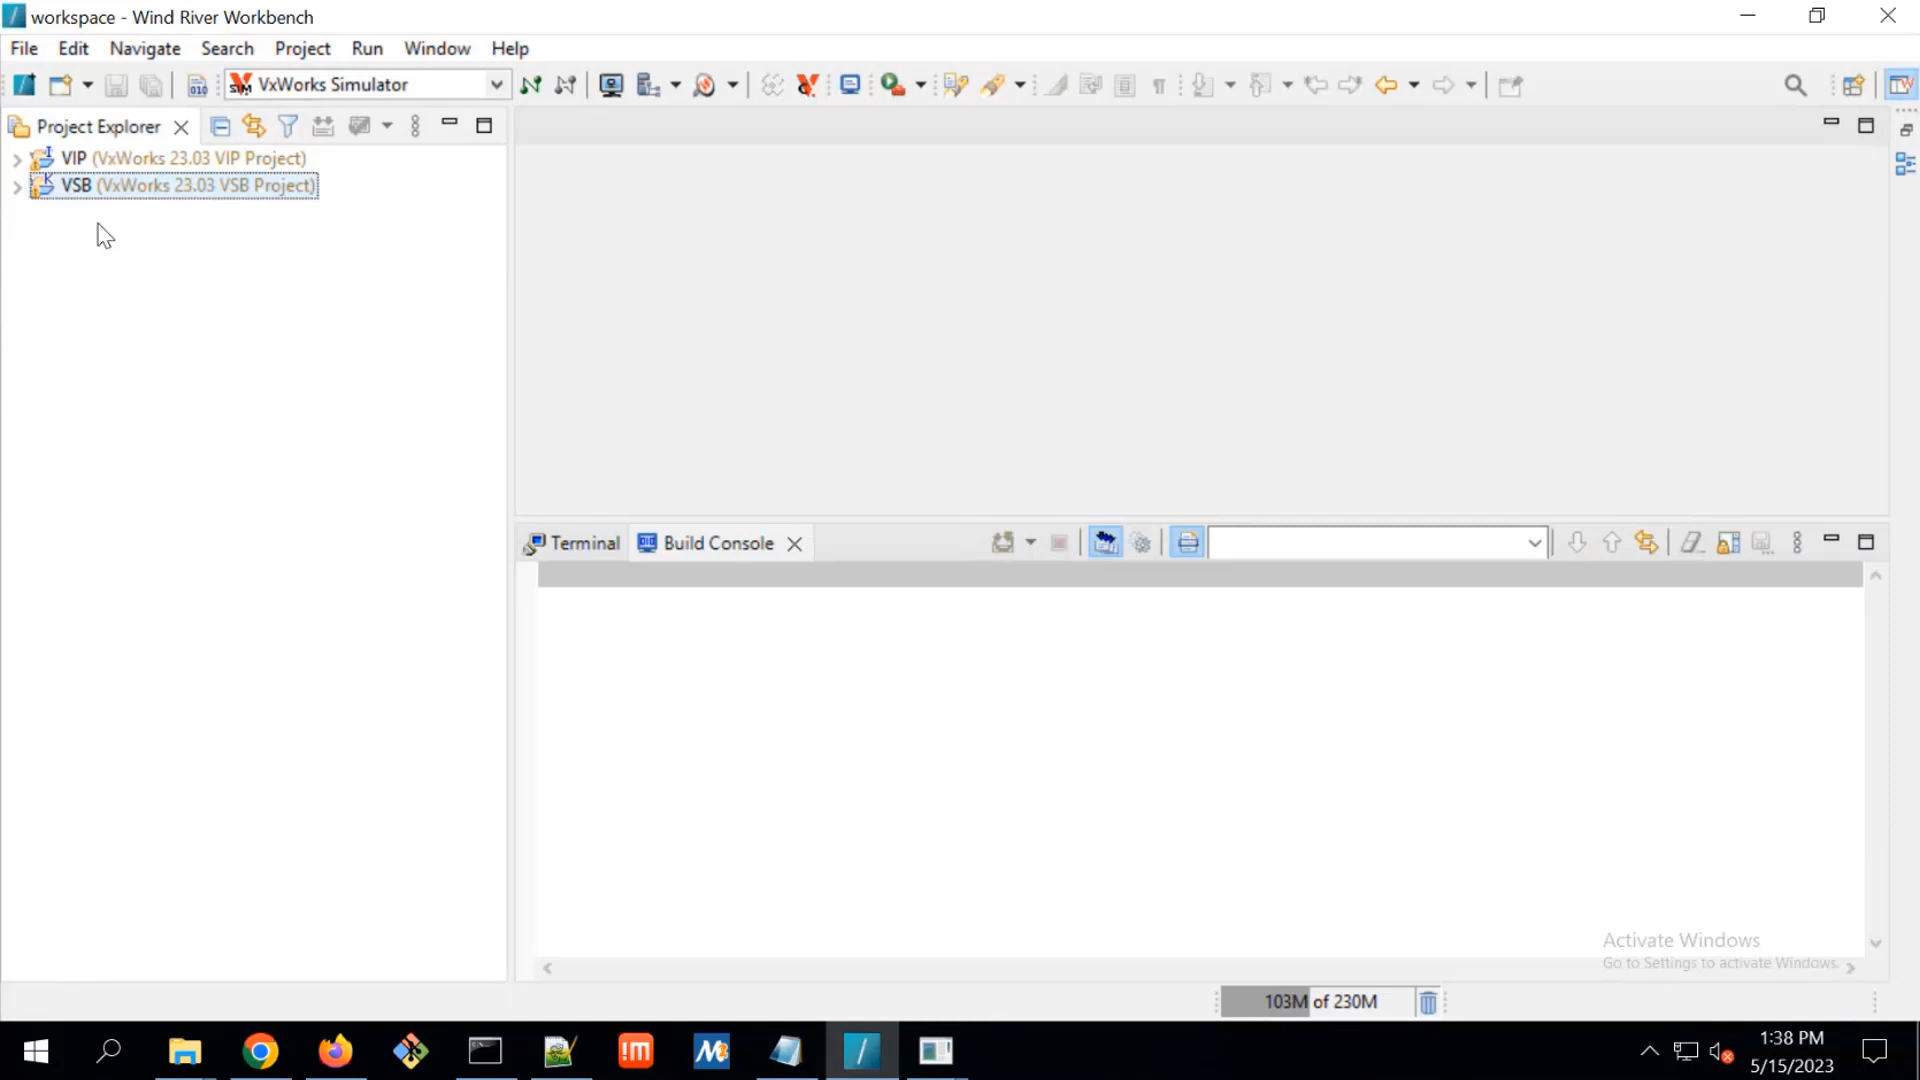 workspace - Wind River Workbench
File Edit Navigate Search Project Run Window Help
VxWorks Simulator
Project Explorer
VIP (VxWorks 23.03 VIP Project)
VSB (VxWorks 23.03 VSB Project)
Terminal Build Console
Activate Windows
Go to Settings to activate Windows.
103M of 230M
1:38 PM
5/15/2023